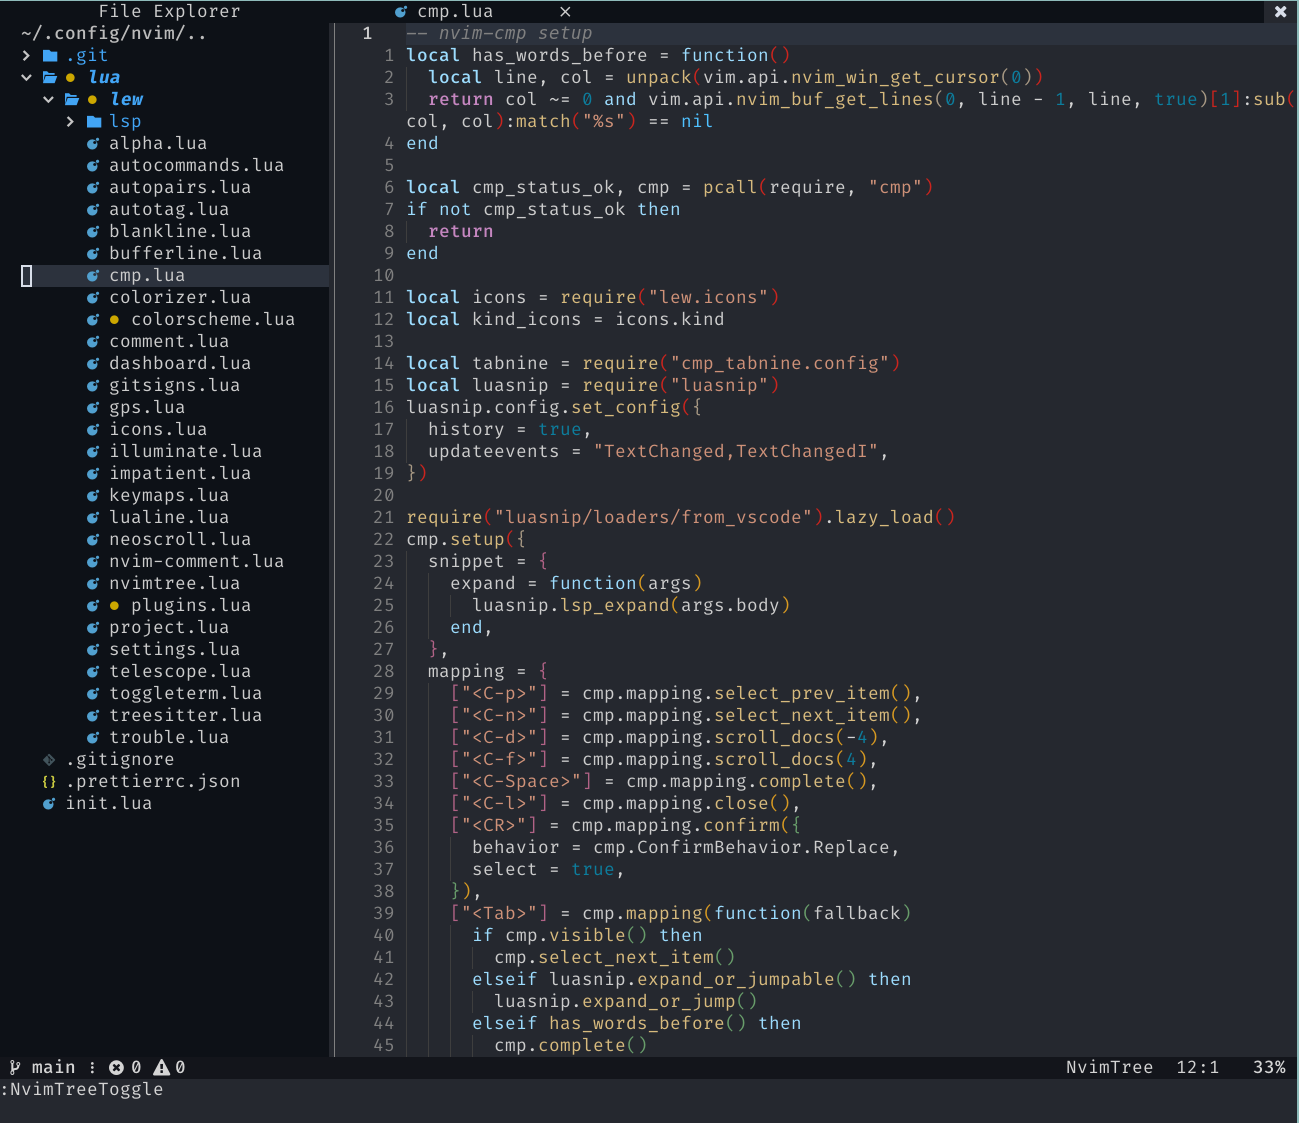 File Explorer
~/.config/nvim/..
.git
lua
lew
lsp
alpha.lua
autocommands.lua
autopairs.lua
autotag.lua
blankline.lua
bufferline.lua
cmp.lua
colorizer.lua
colorscheme.lua
comment.lua
dashboard.lua
gitsigns.lua
gps.lua
icons.lua
illuminate.lua
impatient.lua
keymaps.lua
lualine.lua
neoscroll.lua
nvim-comment.lua
nvimtree.lua
plugins.lua
project.lua
settings.lua
telescope.lua
toggleterm.lua
treesitter.lua
trouble.lua
.gitignore
{} .prettierrc.json
init.lua
cmp.lua ×
1 -- nvim-cmp setup
1 local has_words_before = function()
2 local line, col = unpack(vim.api.nvim_win_get_cursor(0))
3 return col ~= 0 and vim.api.nvim_buf_get_lines(0, line - 1, line, true)[1]:sub(
col, col):match("%s") == nil
4 end
5
6 local cmp_status_ok, cmp = pcall(require, "cmp")
7 if not cmp_status_ok then
8 return
9 end
10
11 local icons = require("lew.icons")
12 local kind_icons = icons.kind
13
14 local tabnine = require("cmp_tabnine.config")
15 local luasnip = require("luasnip")
16 luasnip.config.set_config({
17 history = true,
18 updateevents = "TextChanged,TextChangedI",
19 })
20
21 require("luasnip/loaders/from_vscode").lazy_load()
22 cmp.setup({
23 snippet = {
24 expand = function(args)
25 luasnip.lsp_expand(args.body)
26 end,
27 },
28 mapping = {
29 ["<C-p>"] = cmp.mapping.select_prev_item(),
30 ["<C-n>"] = cmp.mapping.select_next_item(),
31 ["<C-d>"] = cmp.mapping.scroll_docs(-4),
32 ["<C-f>"] = cmp.mapping.scroll_docs(4),
33 ["<C-Space>"] = cmp.mapping.complete(),
34 ["<C-l>"] = cmp.mapping.close(),
35 ["<CR>"] = cmp.mapping.confirm({
36 behavior = cmp.ConfirmBehavior.Replace,
37 select = true,
38 }),
39 ["<Tab>"] = cmp.mapping(function(fallback)
40 if cmp.visible() then
41 cmp.select_next_item()
42 elseif luasnip.expand_or_jumpable() then
43 luasnip.expand_or_jump()
44 elseif has_words_before() then
45 cmp.complete()
main 0 0 NvimTree 12:1 33%
:NvimTreeToggle